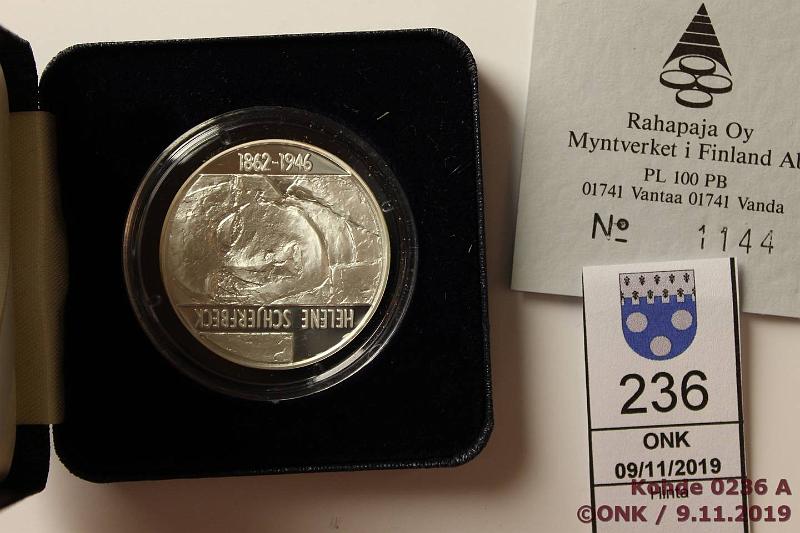 1862-1946
HELENE SCHJERFBECK
Rahapaja Oy
Myntverket i Finland Ab
PL 100 PB
01741 Vantaa 01741 Vanda
No 1144
236
ONK
09/11/2019
Hinta
Kohde 0236 A
©ONK / 9.11.2019